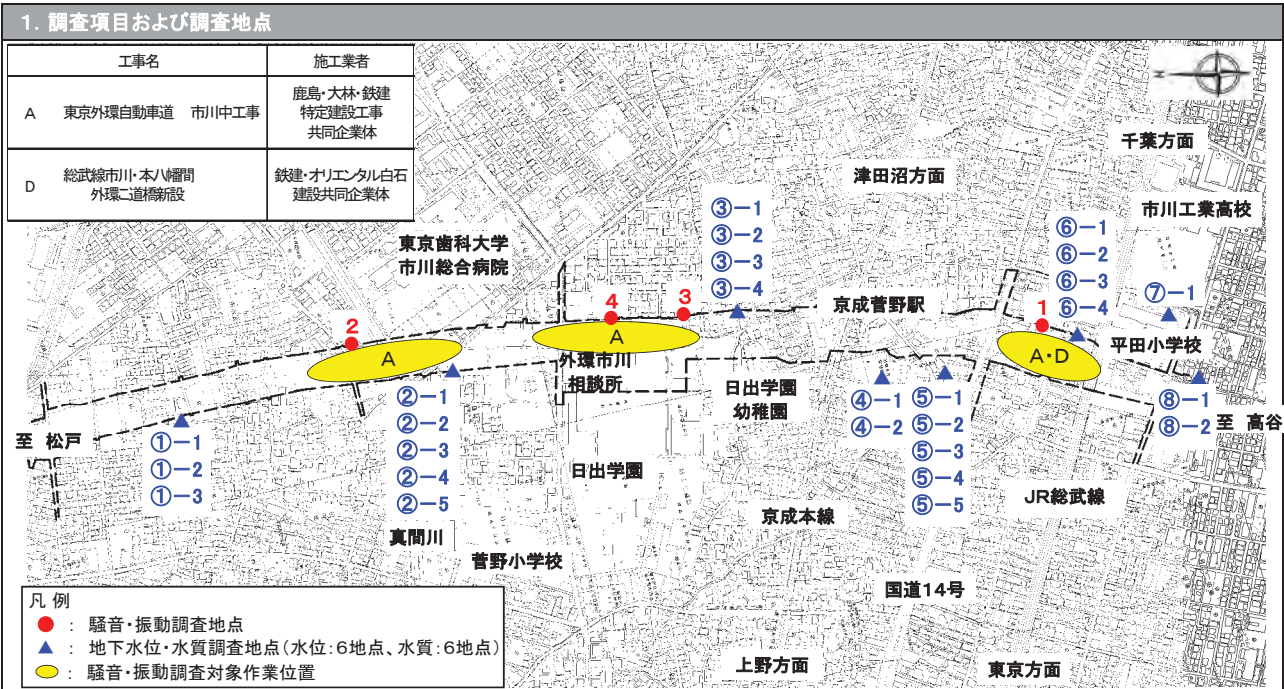 1. 調査項目および調査地点
工事名 施工業者
A 東京外環自動車道 市川中工事 鹿島・大林・鉄建
特定建設工事
共同企業体
D 総武線市川・本八幡間
外環こ道橋新設 鉄建・オリエンタル白石
建設共同企業体
N
千葉方面
津田沼方面
市川工業高校
東京歯科大学
市川総合病院
③－1
③－2
③－3
③－4
⑥－1
⑥－2
⑥－3
⑥－4
⑦－1
京成菅野駅
2
4
3
1
A
A
A・D
平田小学校
外環市川
相談所
日出学園
幼稚園
至 松戸
①－1
①－2
①－3
②－1
②－2
②－3
②－4
②－5
④－1
④－2
⑤－1
⑤－2
⑤－3
⑤－4
⑤－5
⑧－1
⑧－2
至 高谷
日出学園
JR総武線
京成本線
真間川
菅野小学校
国道14号
上野方面
東京方面
凡 例
： 騒音・振動調査地点
： 地下水位・水質調査地点(水位:6地点、水質:6地点)
： 騒音・振動調査対象作業位置